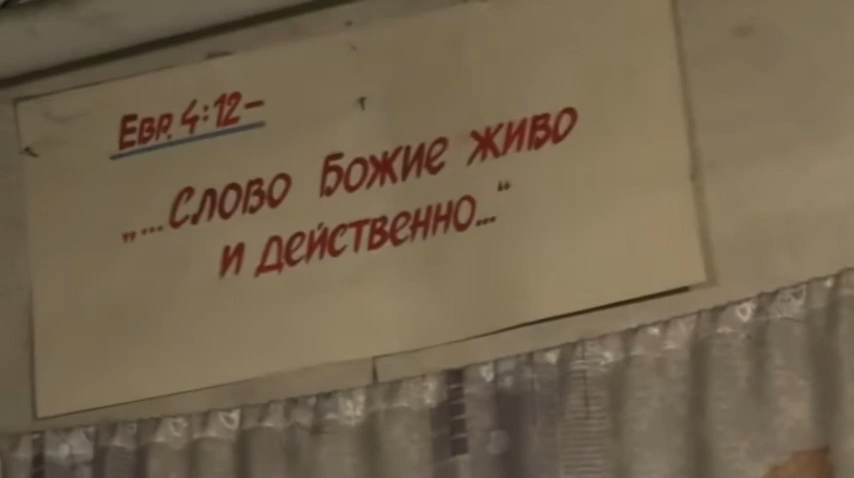 Евр. 4:12–
„...Слово Божие живо
и действенно...“